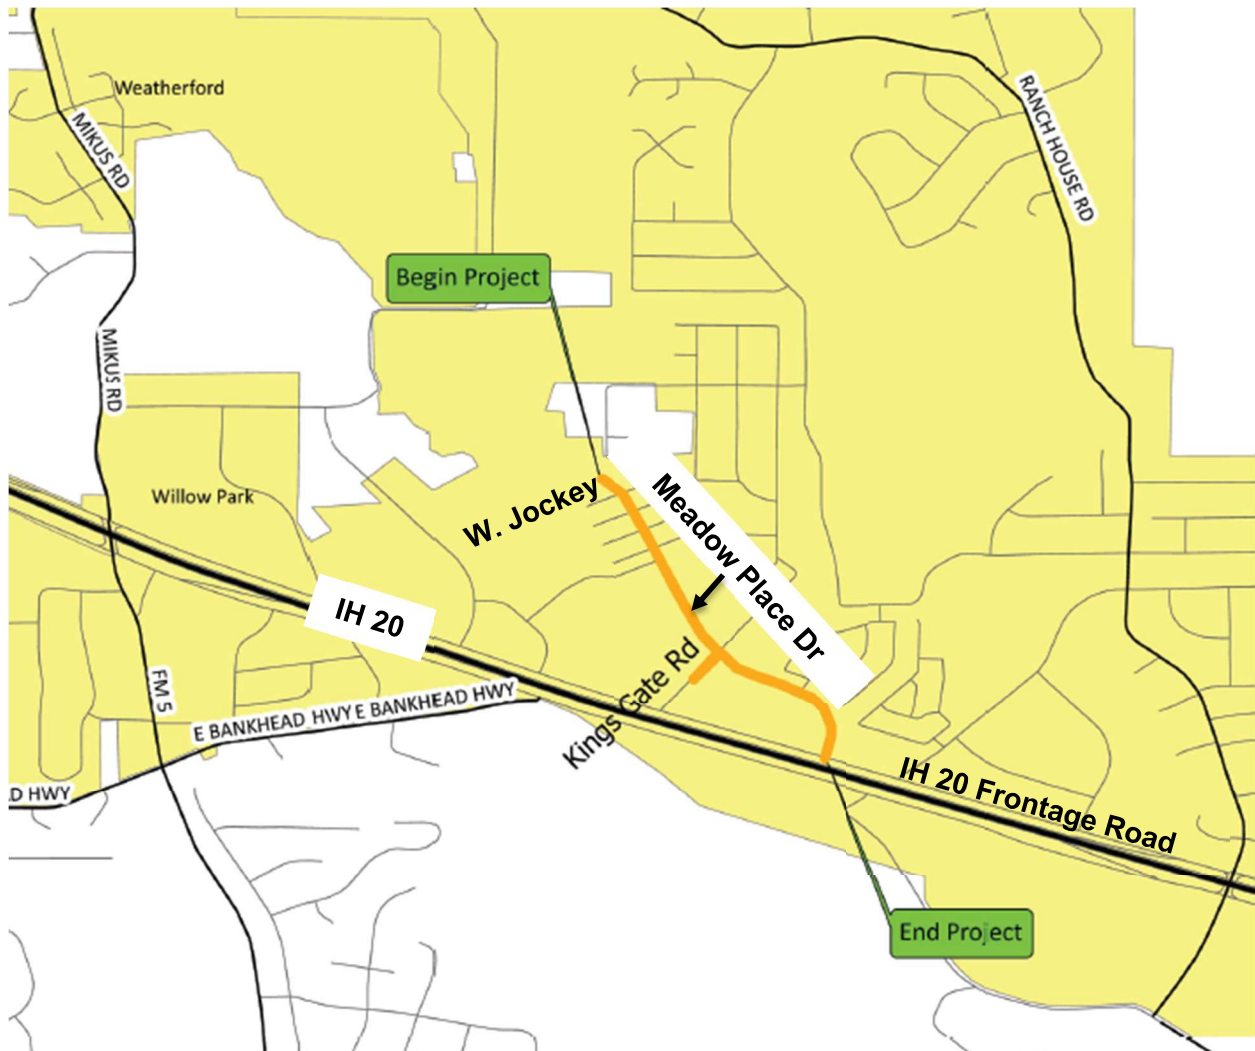 Weatherford
MIKUS RD
RANCH HOUSE RD
Begin Project
MIKUS RD
Willow Park
W. Jockey
Meadow Place Dr
IH 20
Kings Gate Rd
FM 5
E BANKHEAD HWY E BANKHEAD HWY
D HWY
IH 20 Frontage Road
End Project